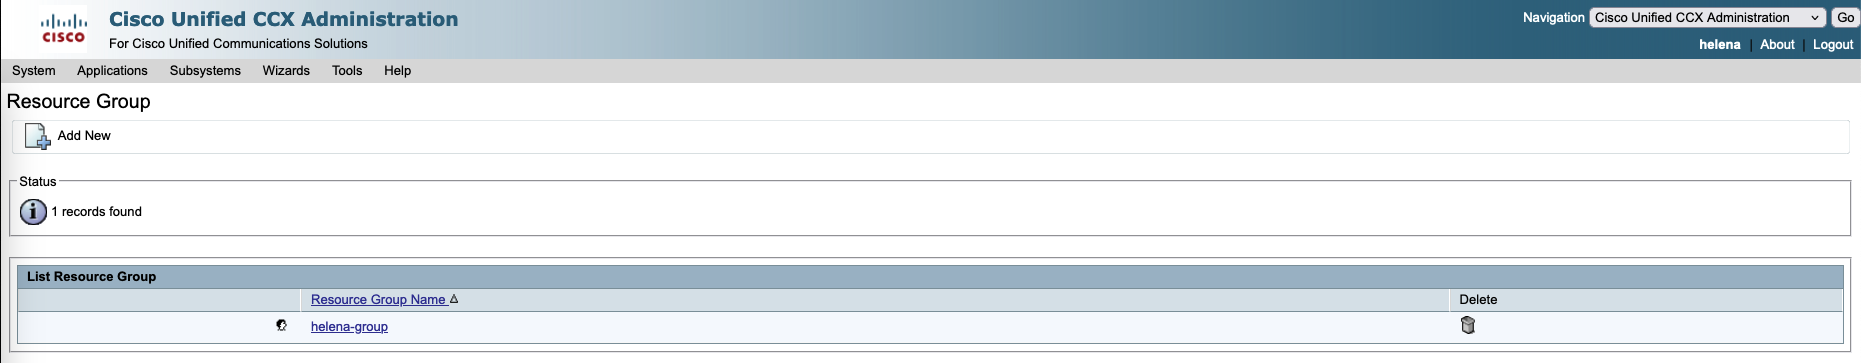 Cisco Unified CCX Administration
For Cisco Unified Communications Solutions
CISCO
Navigation Cisco Unified CCX Administration Go
helena | About | Logout
System Applications Subsystems Wizards Tools Help
Resource Group
Add New
Status
1 records found
List Resource Group
Resource Group Name Delete
helena-group